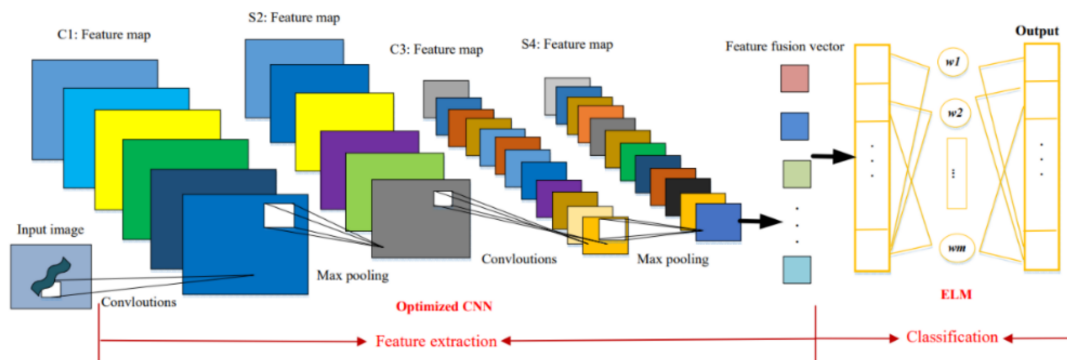 C1: Feature map
S2: Feature map
C3: Feature map
S4: Feature map
Feature fusion vector
Output
w1
w2
wm
Input image
Convloutions
Max pooling
Convloutions
Max pooling
Optimized CNN
ELM
Feature extraction
Classification